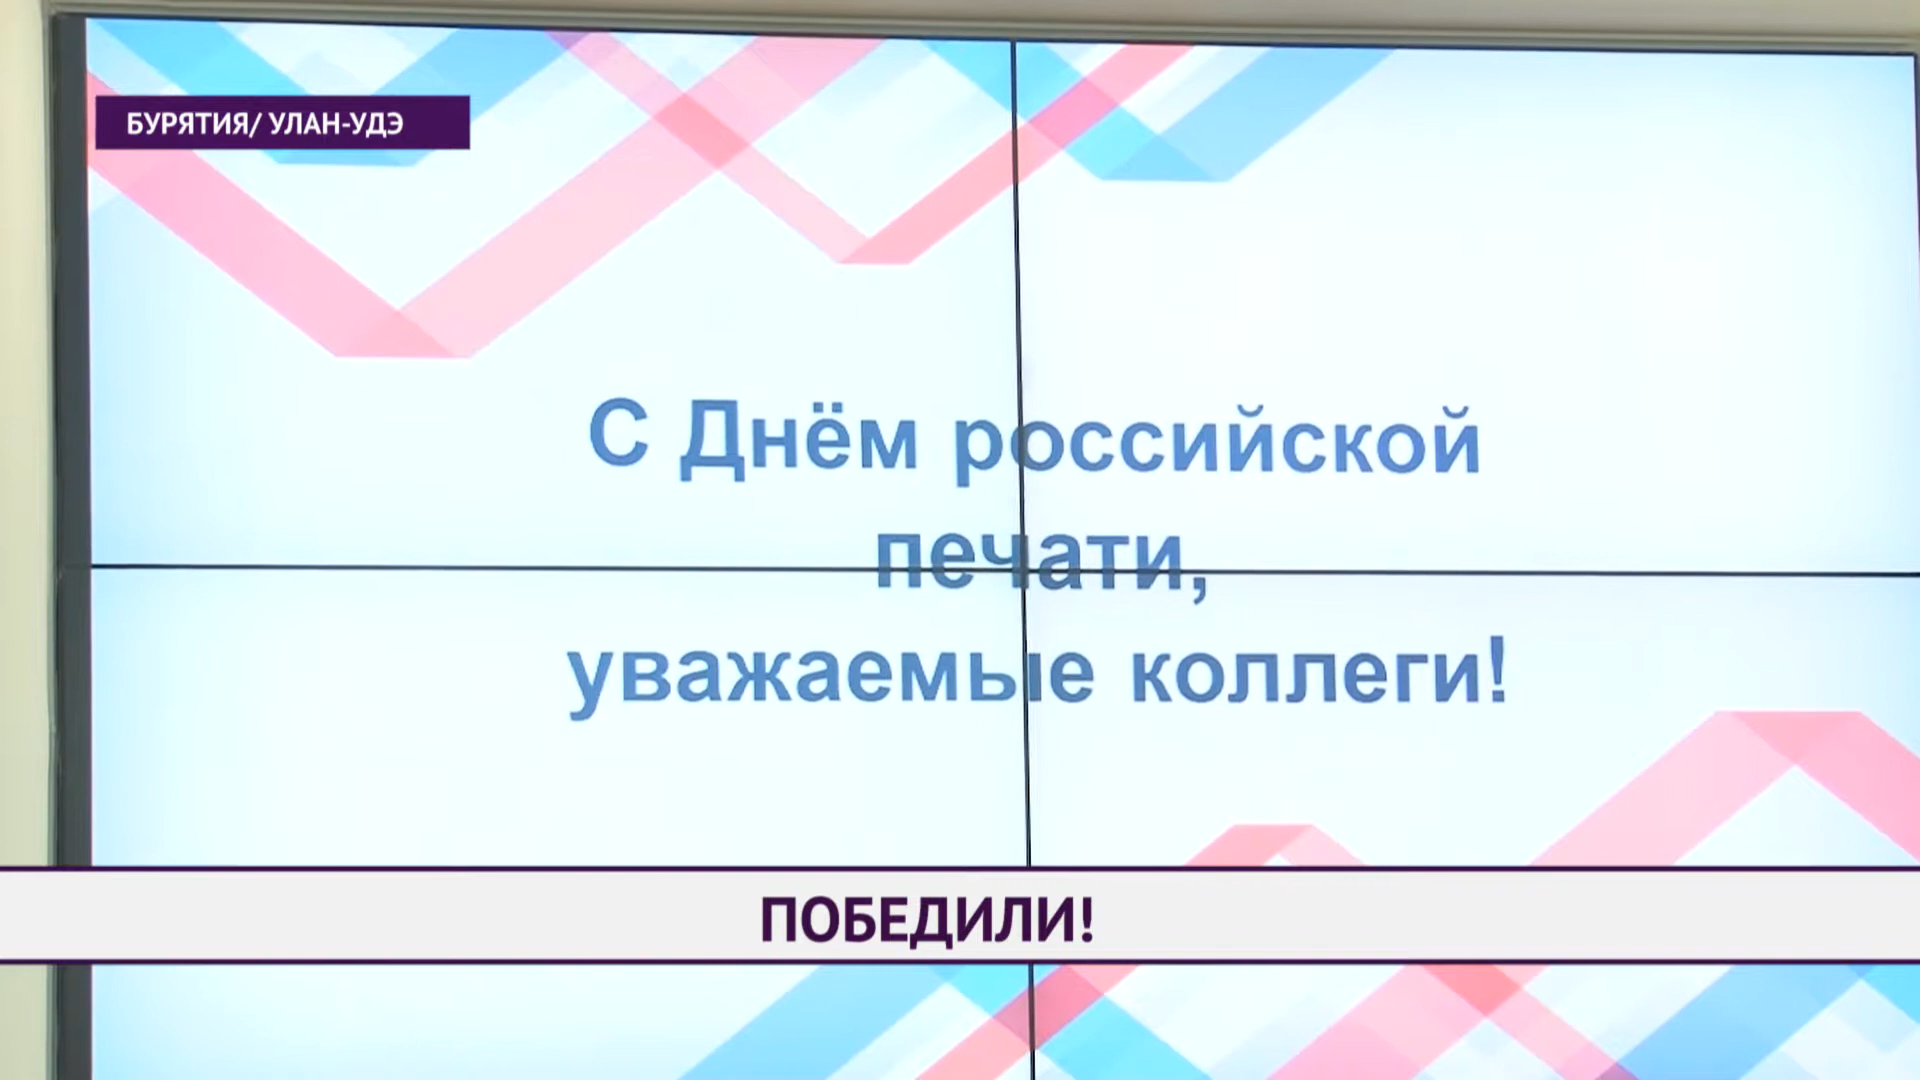 БУРЯТИЯ/ УЛАН-УДЭ
С Днём российской
печати,
уважаемые коллеги!
ПОБЕДИЛИ!